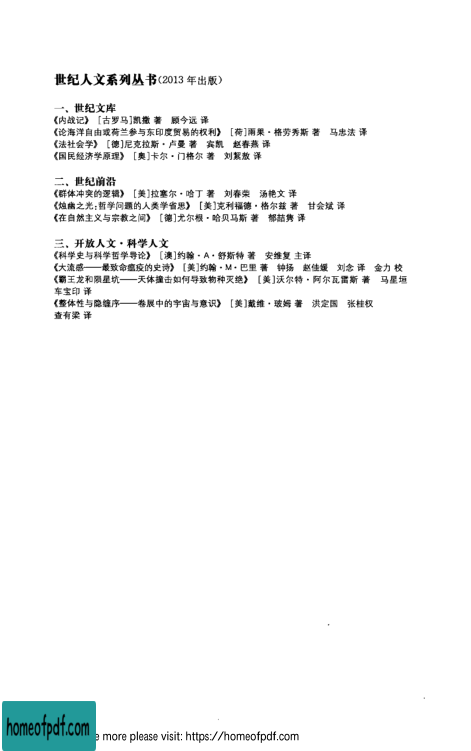 世纪人文系列丛书(2013 年出版)
一、世纪文库
《内战记》 [古罗马]凯撒 著 顾今远 译
《论海洋自由或荷兰参与东印度贸易的权利》 [荷]雨果·格劳秀斯 著 马忠法 译
《法社会学》 [德]尼克拉斯·卢曼 著 宾凯 赵春燕 译
《国民经济学原理》 [奥]卡尔·门格尔 著 刘絜敖 译
二、世纪前沿
《群体冲突的逻辑》 [美]拉塞尔·哈丁 著 刘春荣 汤艳文 译
《烛幽之光:哲学问题的人类学省思》 [美]克利福德·格尔兹 著 甘会斌 译
《在自然主义与宗教之间》 [德]尤尔根·哈贝马斯 著 郁喆隽 译
三、开放人文·科学人文
《科学史与科学哲学导论》 [澳]约翰·A·舒斯特 著 安维复 主译
《大流感——最致命瘟疫的史诗》 [美]约翰·M·巴里 著 钟扬 赵佳媛 刘念 译 金力 校
《霸王龙和陨星坑——天体撞击如何导致物种灭绝》 [美]沃尔特·阿尔瓦雷斯 著 马星垣
车宝印 译
《整体性与隐缠序——卷展中的宇宙与意识》 [美]戴维·玻姆 著 洪定国 张桂权
查有梁 译
homeofpdf.com
e more please visit: https://homeofpdf.com